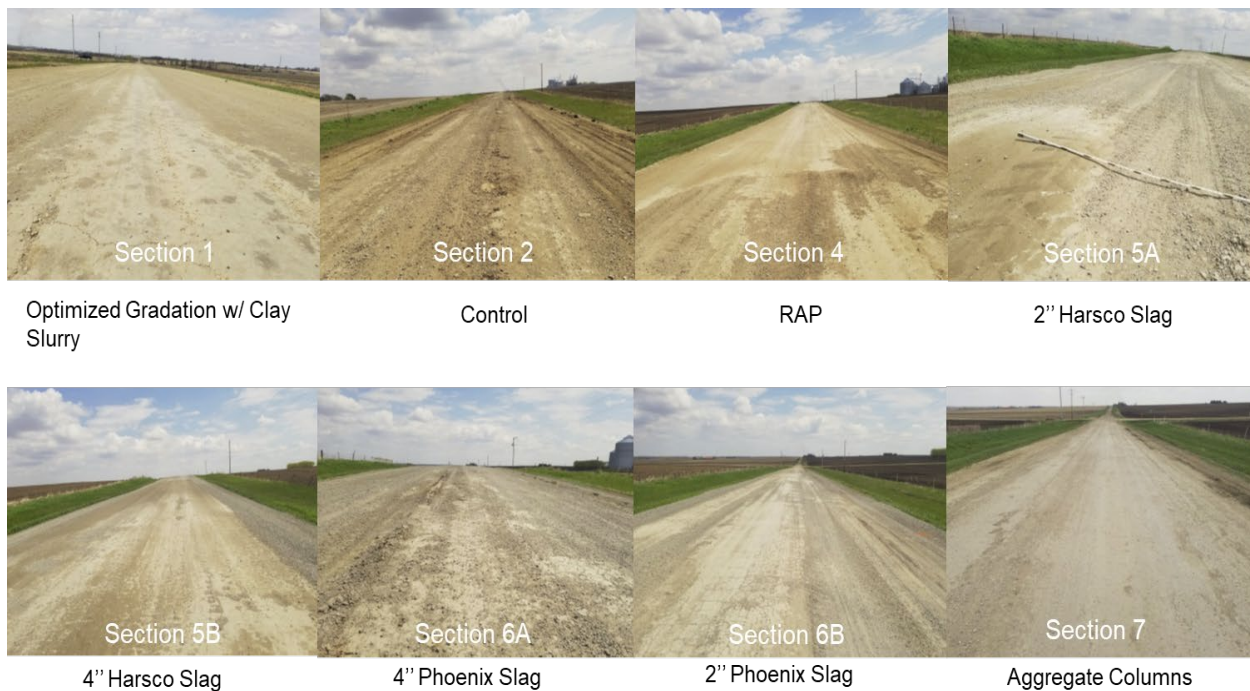 Section 1
Section 2
Section 4
Section 5A
Optimized Gradation w/ Clay
Slurry
Control
RAP
2’’ Harsco Slag
Section 5B
Section 6A
Section 6B
Section 7
4’’ Harsco Slag
4’’ Phoenix Slag
2’’ Phoenix Slag
Aggregate Columns